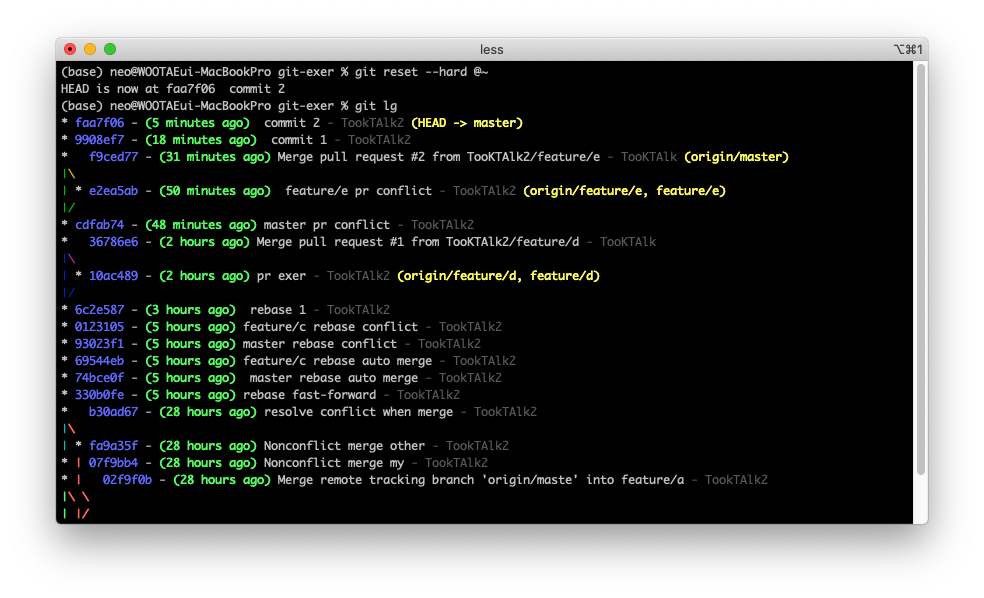 less
⌥⌘1
(base) neo@WOOTAEui-MacBookPro git-exer % git reset --hard @~
HEAD is now at faa7f06  commit 2
(base) neo@WOOTAEui-MacBookPro git-exer % git lg
* faa7f06 - (5 minutes ago)  commit 2 - TookTAlk2 (HEAD -> master)
* 9908ef7 - (18 minutes ago)  commit 1 - TookTAlk2
*   f9ced77 - (31 minutes ago) Merge pull request #2 from TooKTAlk2/feature/e - TooKTAlk (origin/master)
|\
| * e2ea5ab - (50 minutes ago)  feature/e pr conflict - TookTAlk2 (origin/feature/e, feature/e)
|/
* cdfab74 - (48 minutes ago) master pr conflict - TookTAlk2
*   36786e6 - (2 hours ago) Merge pull request #1 from TooKTAlk2/feature/d - TooKTAlk
|\
| * 10ac489 - (2 hours ago) pr exer - TookTAlk2 (origin/feature/d, feature/d)
|/
* 6c2e587 - (3 hours ago)  rebase 1 - TookTAlk2
* 0123105 - (5 hours ago) feature/c rebase conflict - TookTAlk2
* 93023f1 - (5 hours ago) master rebase conflict - TookTAlk2
* 69544eb - (5 hours ago) feature/c rebase auto merge - TookTAlk2
* 74bce0f - (5 hours ago)  master rebase auto merge - TookTAlk2
* 330b0fe - (5 hours ago) rebase fast-forward - TookTAlk2
*   b30ad67 - (28 hours ago) resolve conflict when merge - TookTAlk2
|\
| * fa9a35f - (28 hours ago) Nonconflict merge other - TookTAlk2
* | 07f9bb4 - (28 hours ago) Nonconflict merge my - TookTAlk2
* |   02f9f0b - (28 hours ago) Merge remote tracking branch 'origin/maste' into feature/a - TookTAlk2
|\ \
| |/